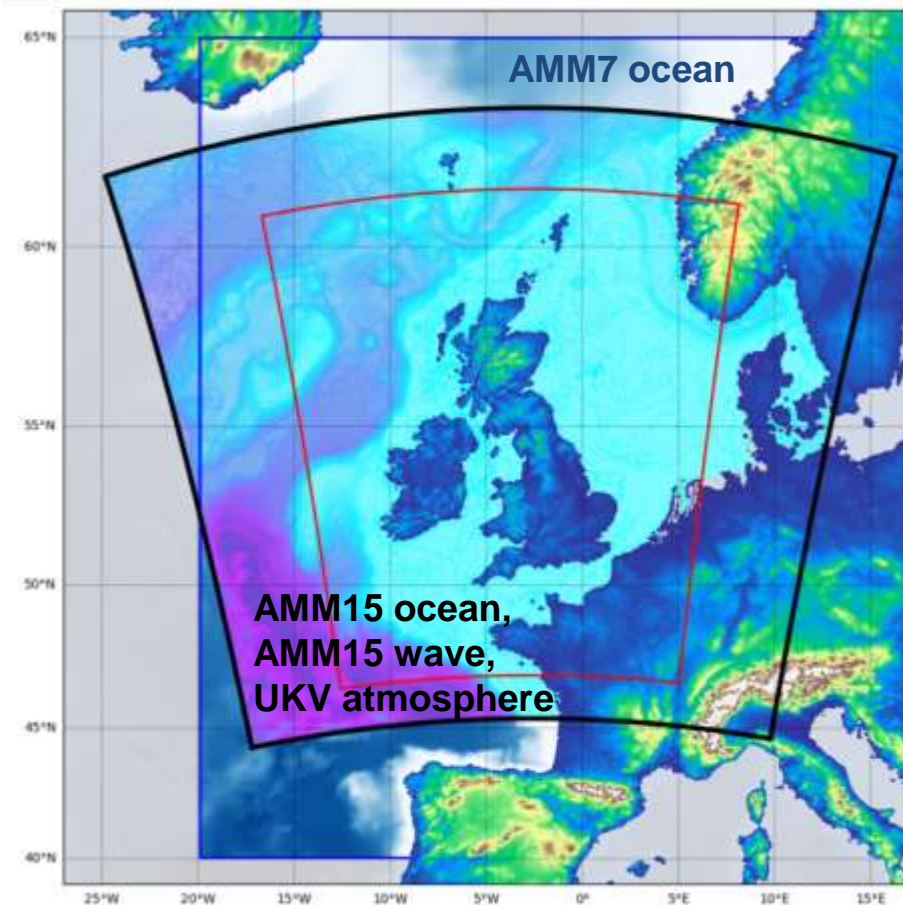 65°N
AMM7 ocean
60°N
55°N
50°N
AMM15 ocean,
AMM15 wave,
UKV atmosphere
45°N
40°N
25°W 20°W 15°W 10°W 5°W 0° 5°E 10°E 15°E